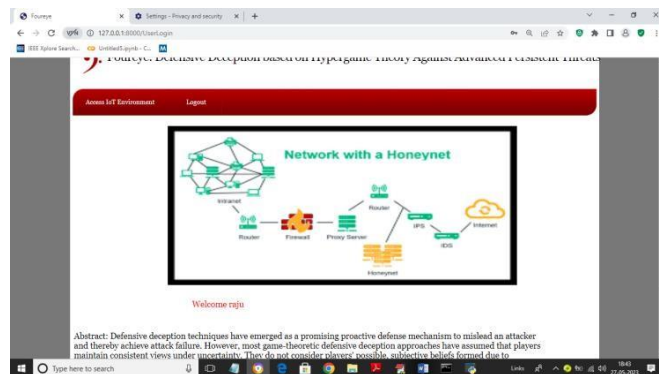 Foureye
Settings - Privacy and security
127.0.0.1:8000/UserLogin
IEEE Xplore Search...
Untitled5.ipynb - C...
Foureye: Defensive Deception based on Hypergame Theory Against Advanced Persistent Threats
Access IoT Environment
Logout
Network with a Honeynet
Intranet
Router
Firewall
Proxy Server
Router
IPS
IDS
Internet
Honeynet
Welcome raju
Abstract: Defensive deception techniques have emerged as a promising proactive defense mechanism to mislead an attacker
and thereby achieve attack failure. However, most game-theoretic defensive deception approaches have assumed that players
maintain consistent views under uncertainty. They do not consider players' possible, subjective beliefs formed due to
Type here to search
Links
18:43
27-05-2023